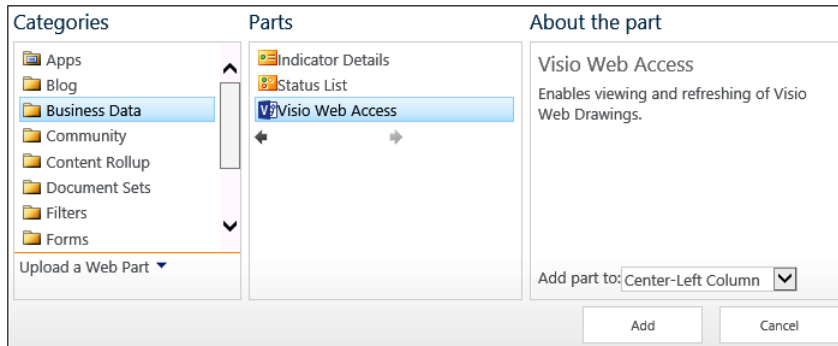 Categories
Apps
Blog
Business Data
Community
Content Rollup
Document Sets
Filters
Forms
Upload a Web Part
Parts
Indicator Details
Status List
Visio Web Access
About the part
Visio Web Access
Enables viewing and refreshing of Visio
Web Drawings.
Add part to: Center-Left Column
Add
Cancel